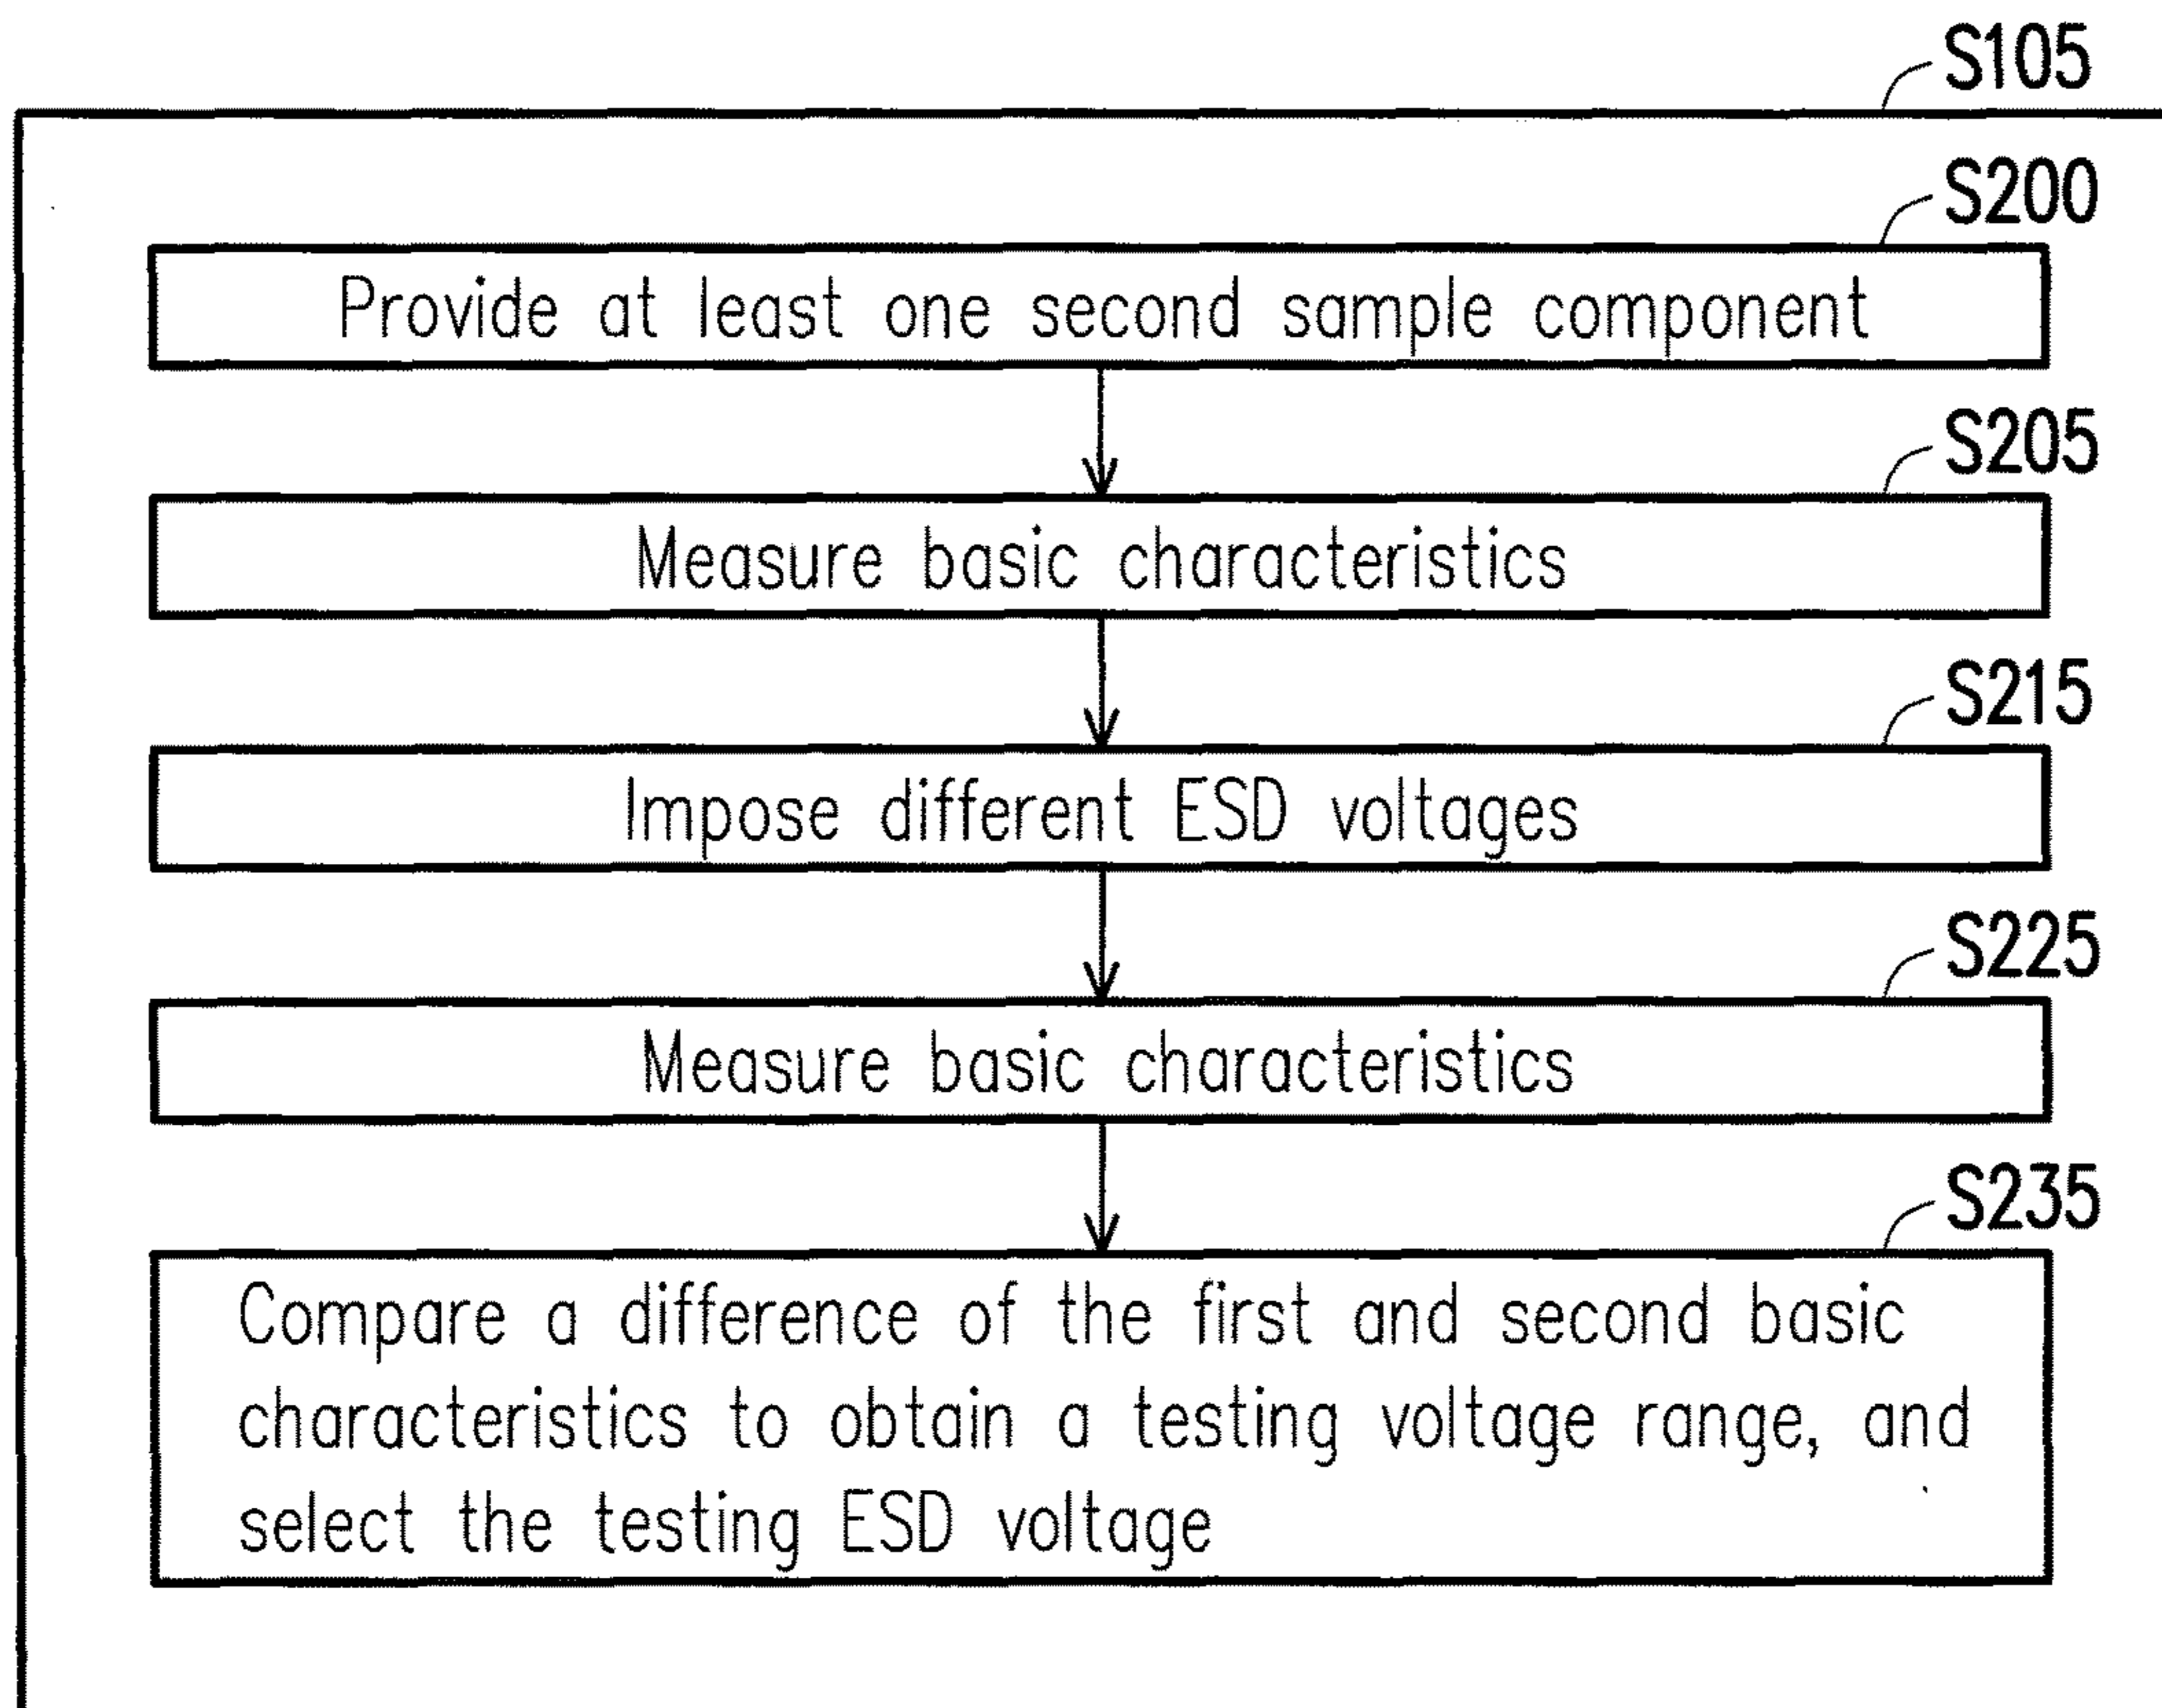 S105
S200
Provide at least one second sample component
S205
Measure basic characteristics
S215
Impose different ESD voltages
S225
Measure basic characteristics
S235
Compare a difference of the first and second basic
characteristics to obtain a testing voltage range, and
select the testing ESD voltage